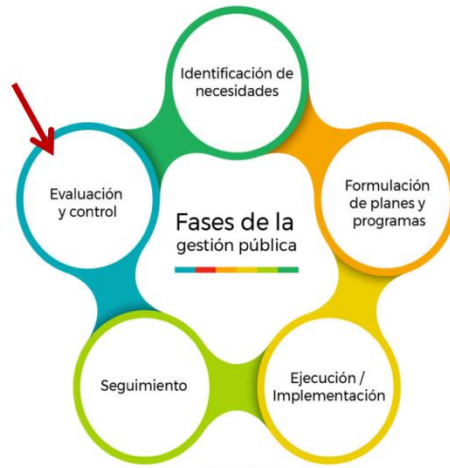 Identificación de
necesidades
Evaluación
y control
Fases de la
gestión pública
Formulación
de planes y
programas
Seguimiento
Ejecución /
Implementación